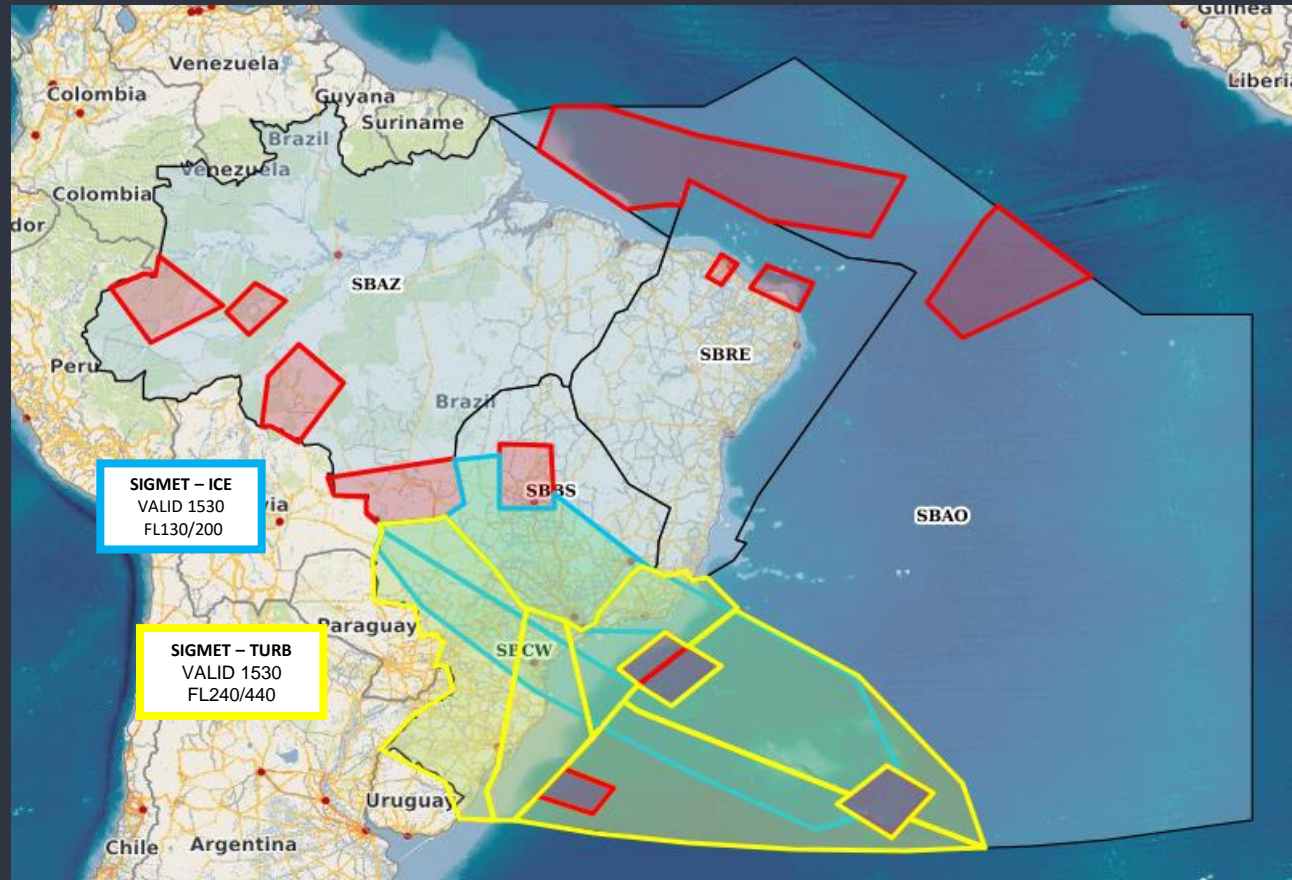 Guinea
Venezuela
Colombia
Guyana
Liberia
Suriname
Brazil
Venezuela
Colombia
dor
SBAZ
SBRE
Peru
Brazil
SIGMET – ICE
VALID 1530
FL130/200
via
SBBS
SBAO
Paraguay
SIGMET – TURB
VALID 1530
FL240/440
SBCW
Uruguay
Chile
Argentina